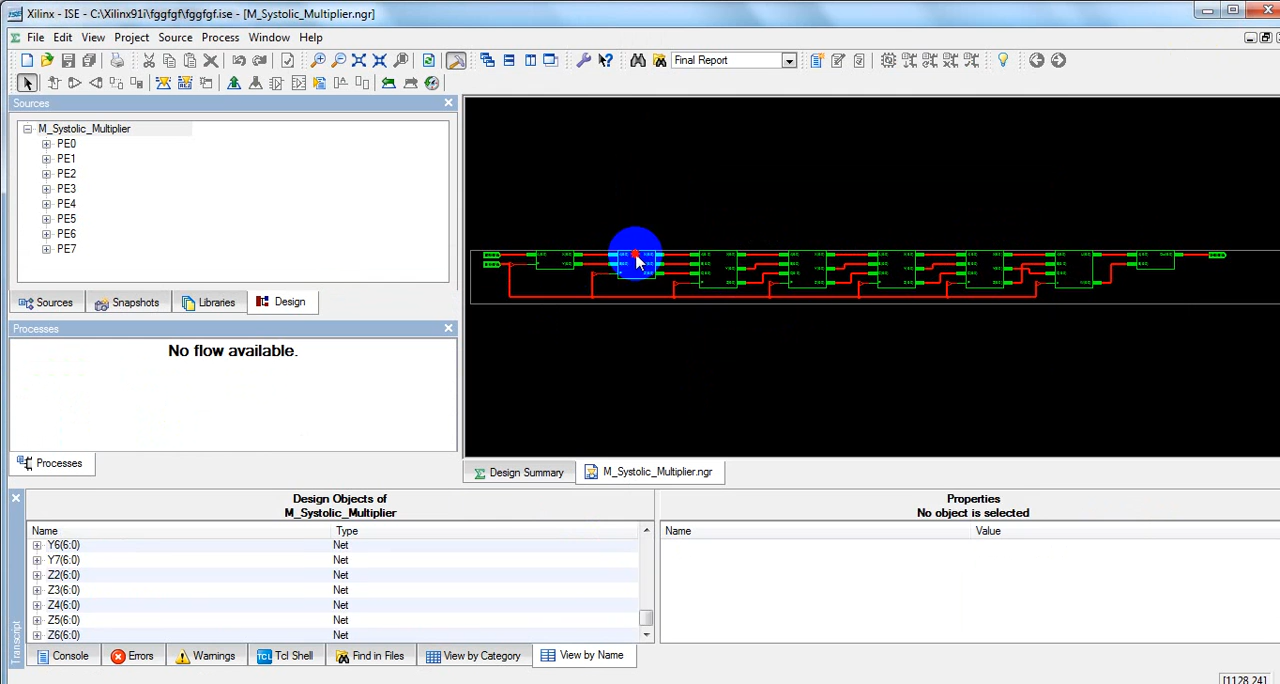 Xilinx - ISE - C:\Xilinx91i\fggfgf\fggfgf.ise - [M_Systolic_Multiplier.ngr]
File Edit View Project Source Process Window Help
Final Report
Sources
M_Systolic_Multiplier
PE0
PE1
PE2
PE3
PE4
PE5
PE6
PE7
Sources Snapshots Libraries Design
Processes
No flow available.
Processes
Design Summary M_Systolic_Multiplier.ngr
Design Objects of
M_Systolic_Multiplier
Name Type
Y6(6:0) Net
Y7(6:0) Net
Z2(6:0) Net
Z3(6:0) Net
Z4(6:0) Net
Z5(6:0) Net
Z6(6:0) Net
Properties
No object is selected
Name Value
Transcript
Console Errors Warnings TCL Tcl Shell Find in Files View by Category View by Name
[1128,24]